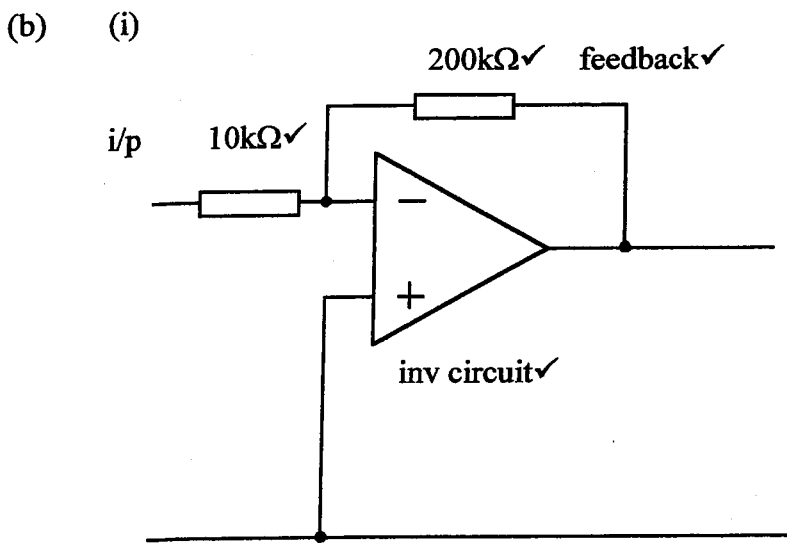 (b) (i)
200kΩ✓ feedback✓
i/p 10kΩ✓
−
+
inv circuit✓